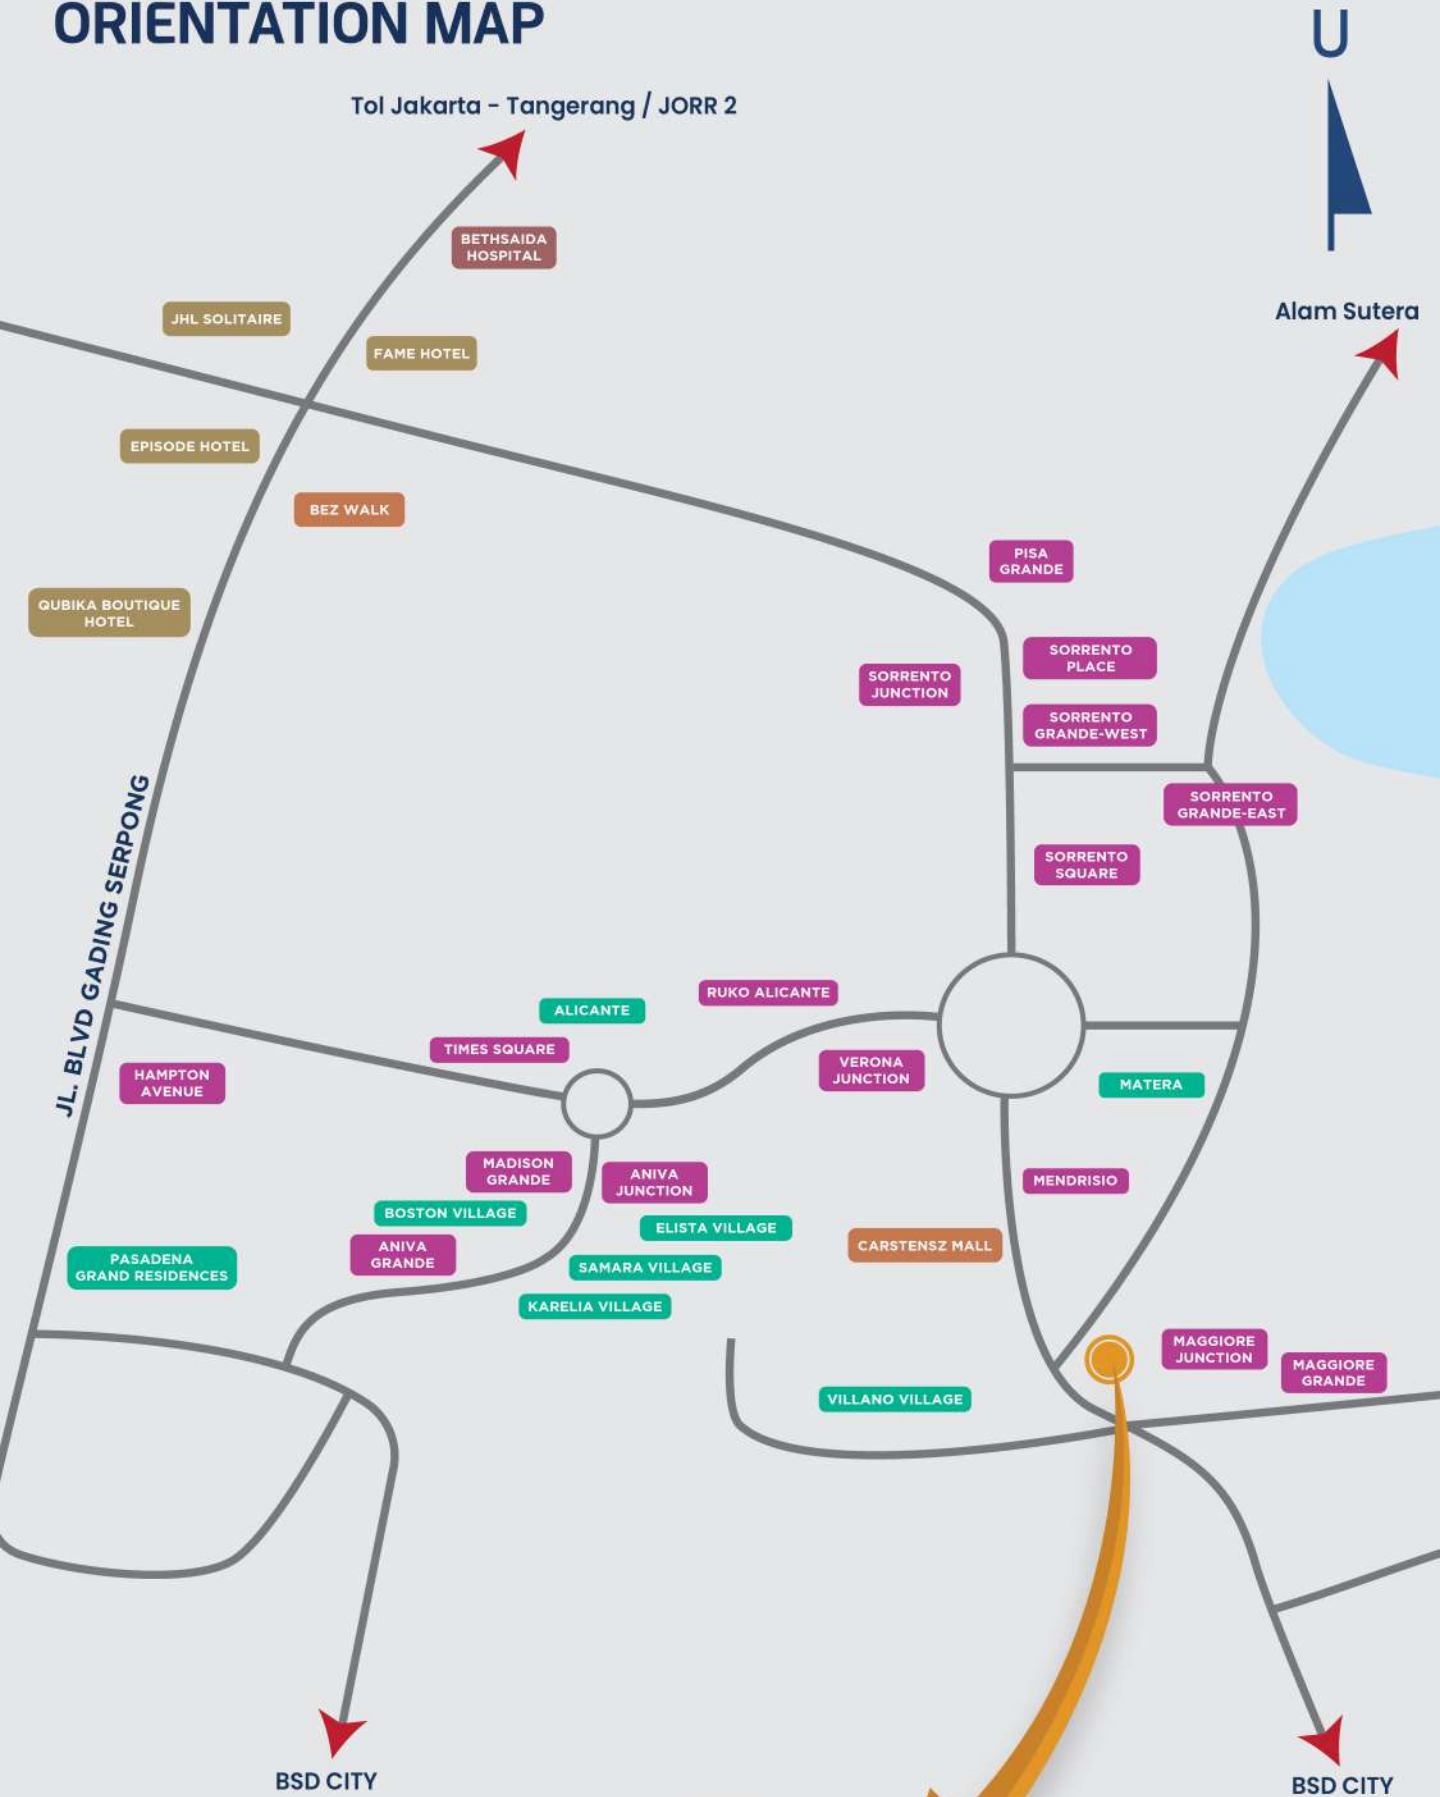 ORIENTATION MAP
U
Tol Jakarta - Tangerang / JORR 2
BETHSAIDA
HOSPITAL
JHL SOLITAIRE
Alam Sutera
FAME HOTEL
EPISODE HOTEL
BEZ WALK
PISA
GRANDE
QUBIKA BOUTIQUE
HOTEL
SORRENTO
PLACE
SORRENTO
JUNCTION
SORRENTO
GRANDE-WEST
SORRENTO
GRANDE-EAST
JL. BLVD GADING SERPONG
SORRENTO
SQUARE
RUKO ALICANTE
ALICANTE
TIMES SQUARE
VERONA
JUNCTION
HAMPTON
AVENUE
MATERA
MADISON
GRANDE
ANIVA
JUNCTION
MENDRISIO
BOSTON VILLAGE
ELISTA VILLAGE
ANIVA
GRANDE
CARSTENSZ MALL
PASADENA
GRAND RESIDENCES
SAMARA VILLAGE
KARELIA VILLAGE
MAGGIORE
JUNCTION
MAGGIORE
GRANDE
VILLANO VILLAGE
BSD CITY
BSD CITY